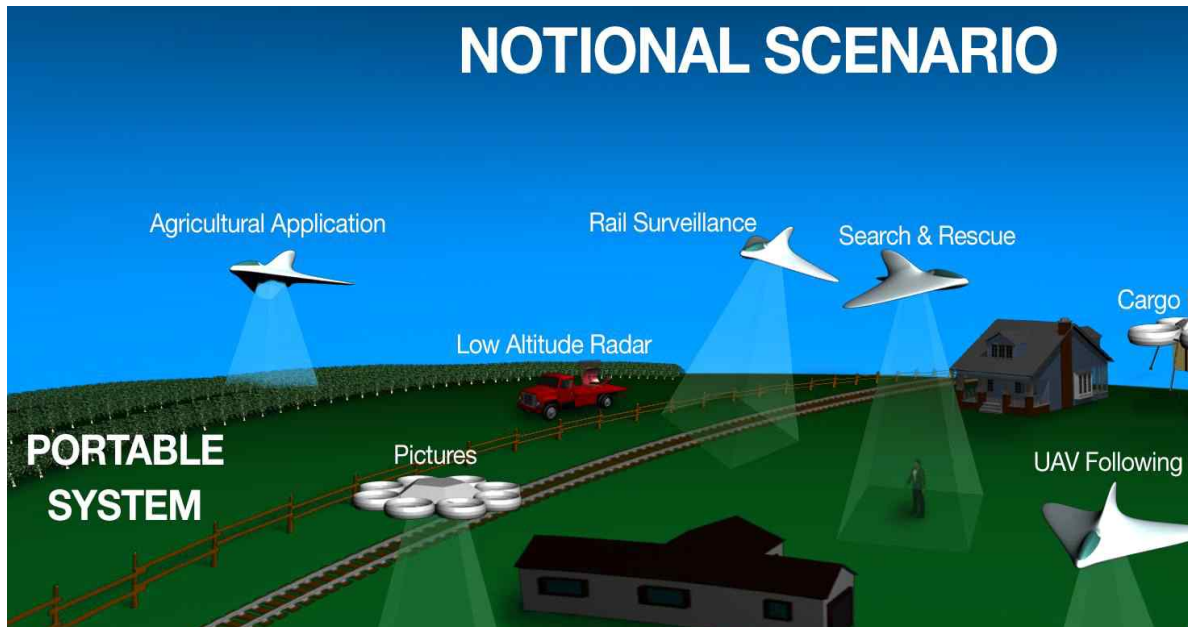 NOTIONAL SCENARIO
Agricultural Application
Rail Surveillance
Search & Rescue
Cargo
Low Altitude Radar
PORTABLE
SYSTEM
Pictures
UAV Following